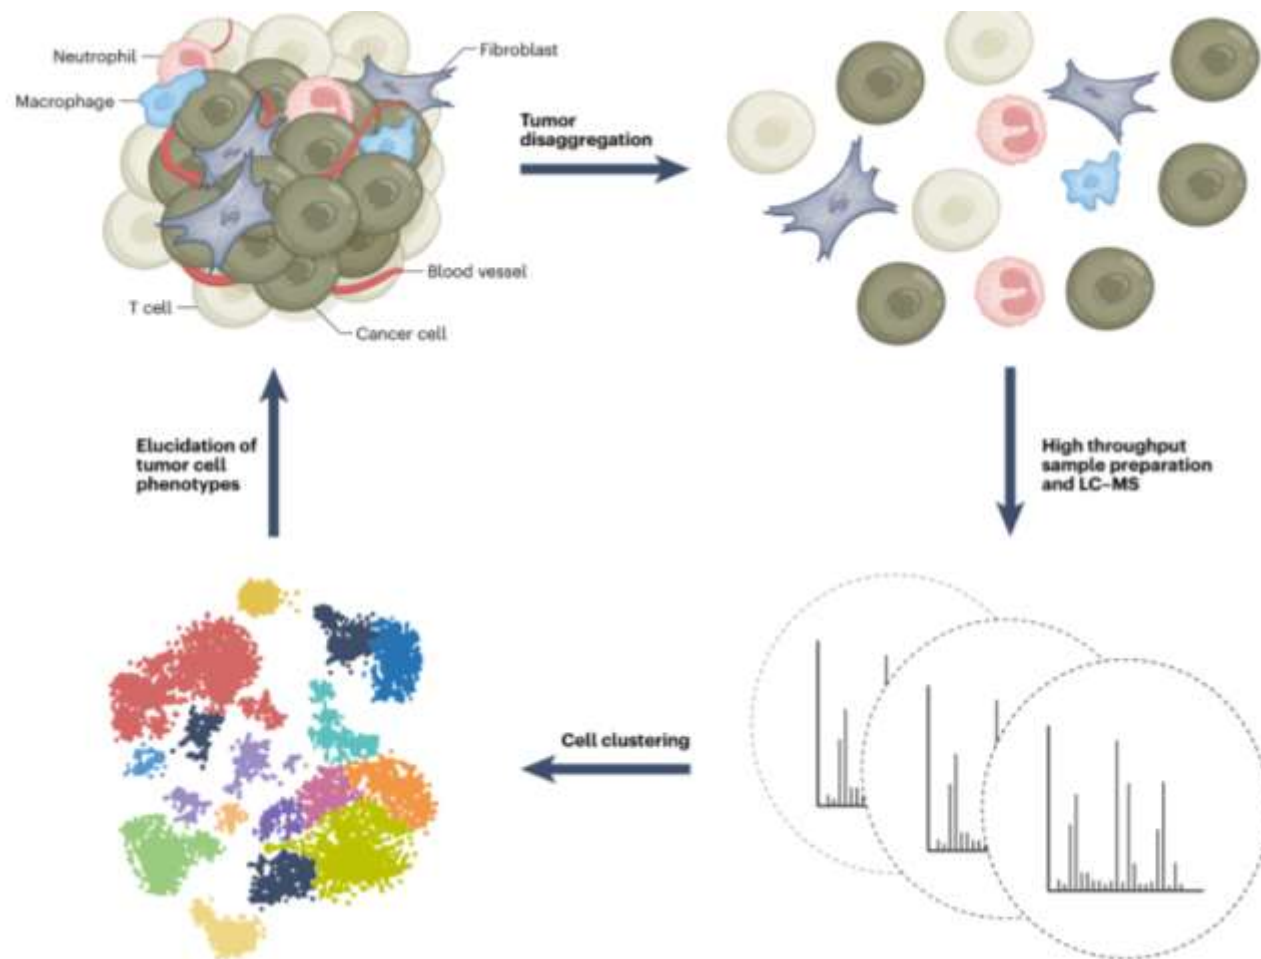 Neutrophil
Macrophage
Fibroblast
T cell
Blood vessel
Cancer cell
Tumor
disaggregation
High throughput
sample preparation
and LC–MS
Cell clustering
Elucidation of
tumor cell
phenotypes